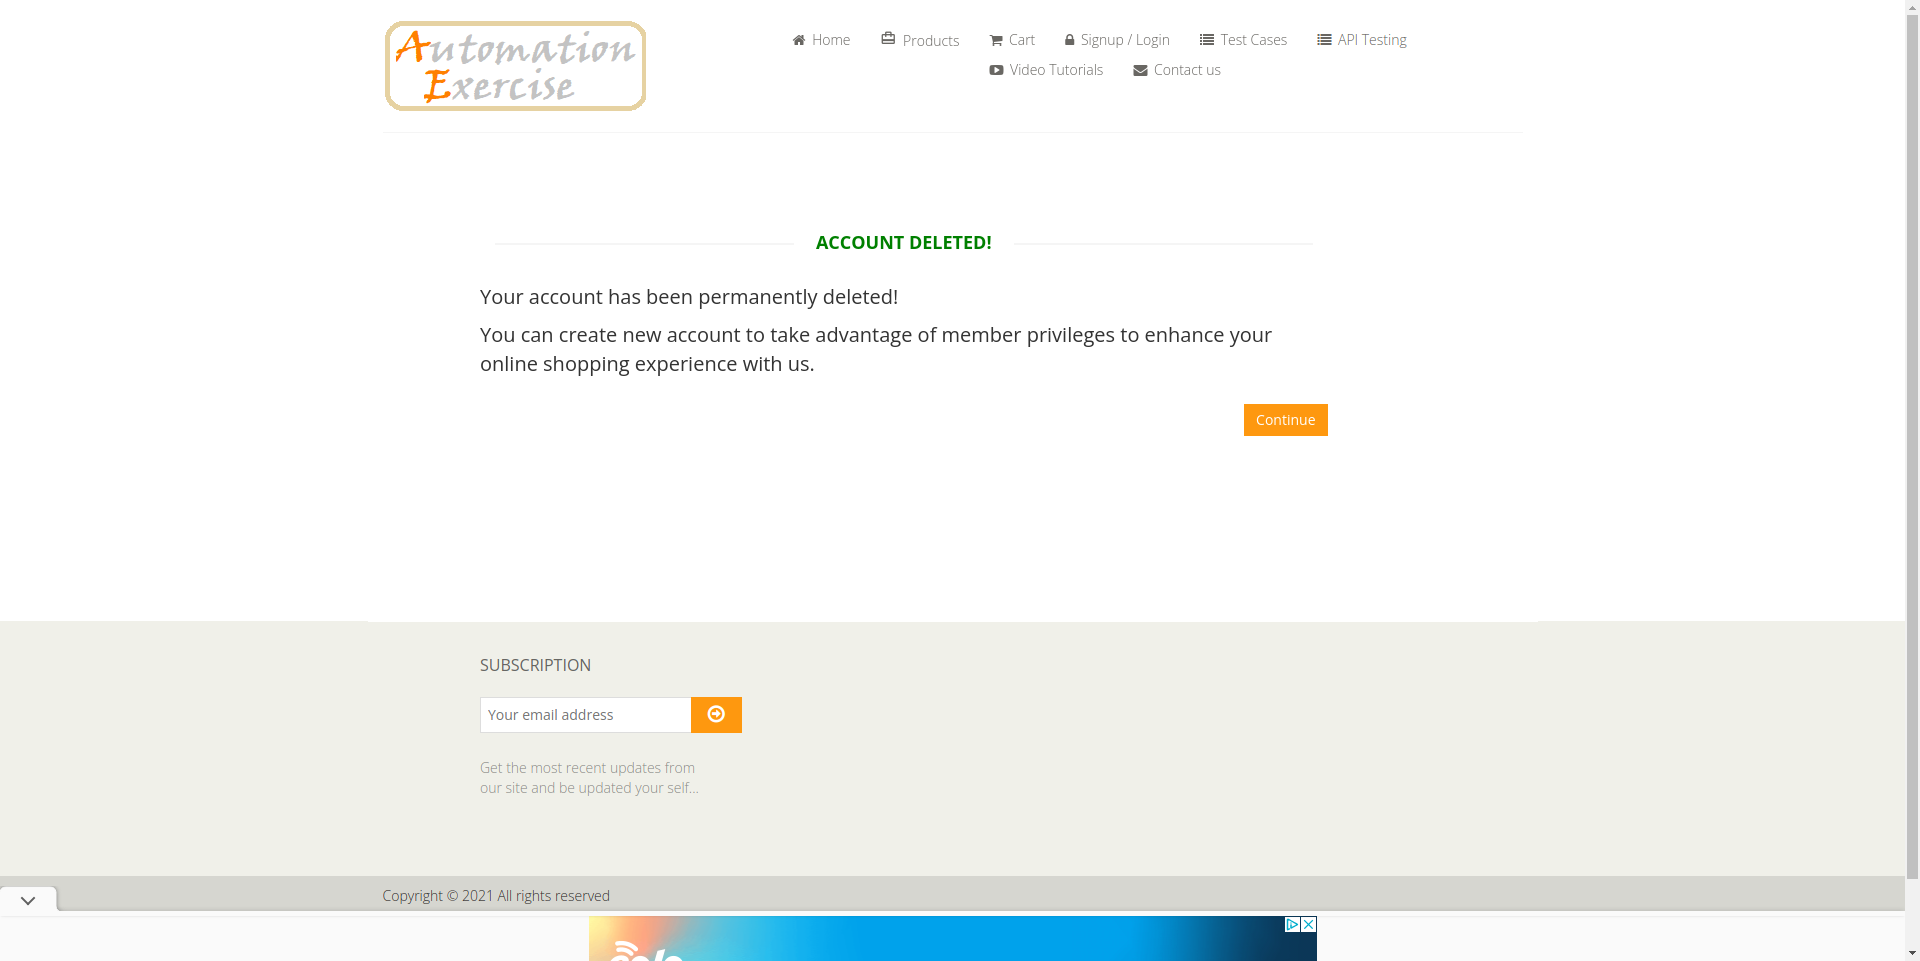 Automation
Exercise
Home
Products
Cart
Signup / Login
Test Cases
API Testing
Video Tutorials
Contact us
ACCOUNT DELETED!
Your account has been permanently deleted!
You can create new account to take advantage of member privileges to enhance your
online shopping experience with us.
Continue
SUBSCRIPTION
Your email address
Get the most recent updates from
our site and be updated your self...
Copyright © 2021 All rights reserved